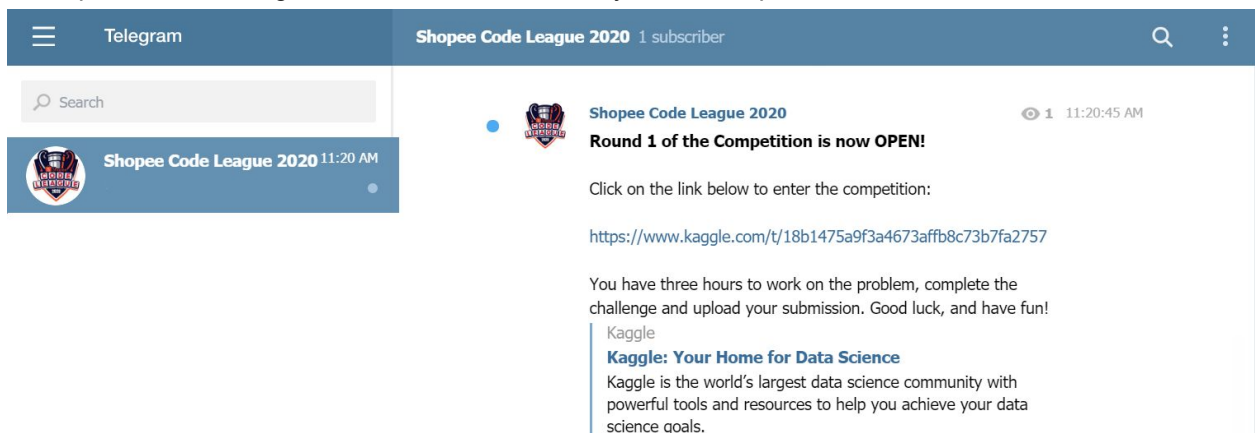 Telegram
Shopee Code League 2020 1 subscriber
Search
Shopee Code League 2020 11:20 AM
CODE
LEAGUE
Shopee Code League 2020 1 11:20:45 AM
Round 1 of the Competition is now OPEN!
Click on the link below to enter the competition:
https://www.kaggle.com/t/18b1475a9f3a4673affb8c73b7fa2757
You have three hours to work on the problem, complete the
challenge and upload your submission. Good luck, and have fun!
Kaggle
Kaggle: Your Home for Data Science
Kaggle is the world's largest data science community with
powerful tools and resources to help you achieve your data
science goals.